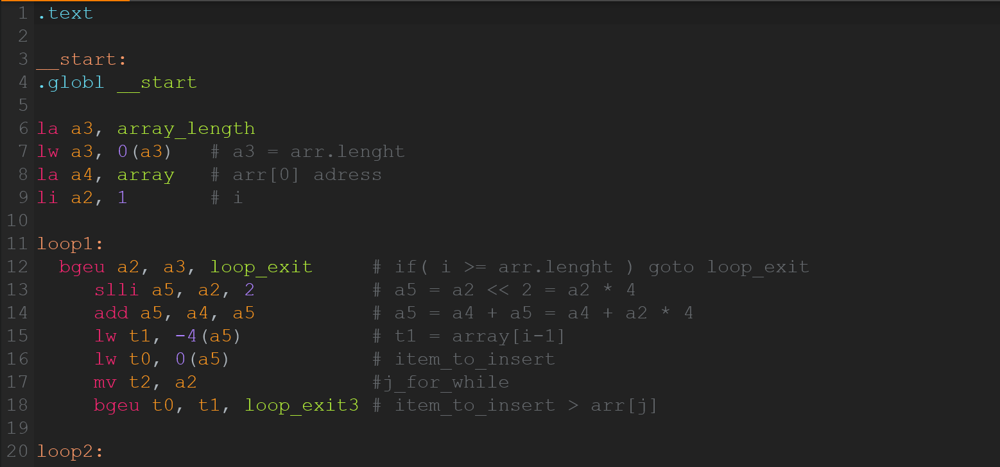 1 .text
2
3 __start:
4 .globl __start
5
6 la a3, array_length
7 lw a3, 0(a3)   # a3 = arr.lenght
8 la a4, array   # arr[0] adress
9 li a2, 1       # i
10
11 loop1:
12   bgeu a2, a3, loop_exit     # if( i >= arr.lenght ) goto loop_exit
13      slli a5, a2, 2          # a5 = a2 << 2 = a2 * 4
14      add a5, a4, a5          # a5 = a4 + a5 = a4 + a2 * 4
15      lw t1, -4(a5)           # t1 = array[i-1]
16      lw t0, 0(a5)            # item_to_insert
17      mv t2, a2               #j_for_while
18      bgeu t0, t1, loop_exit3 # item_to_insert > arr[j]
19
20 loop2: